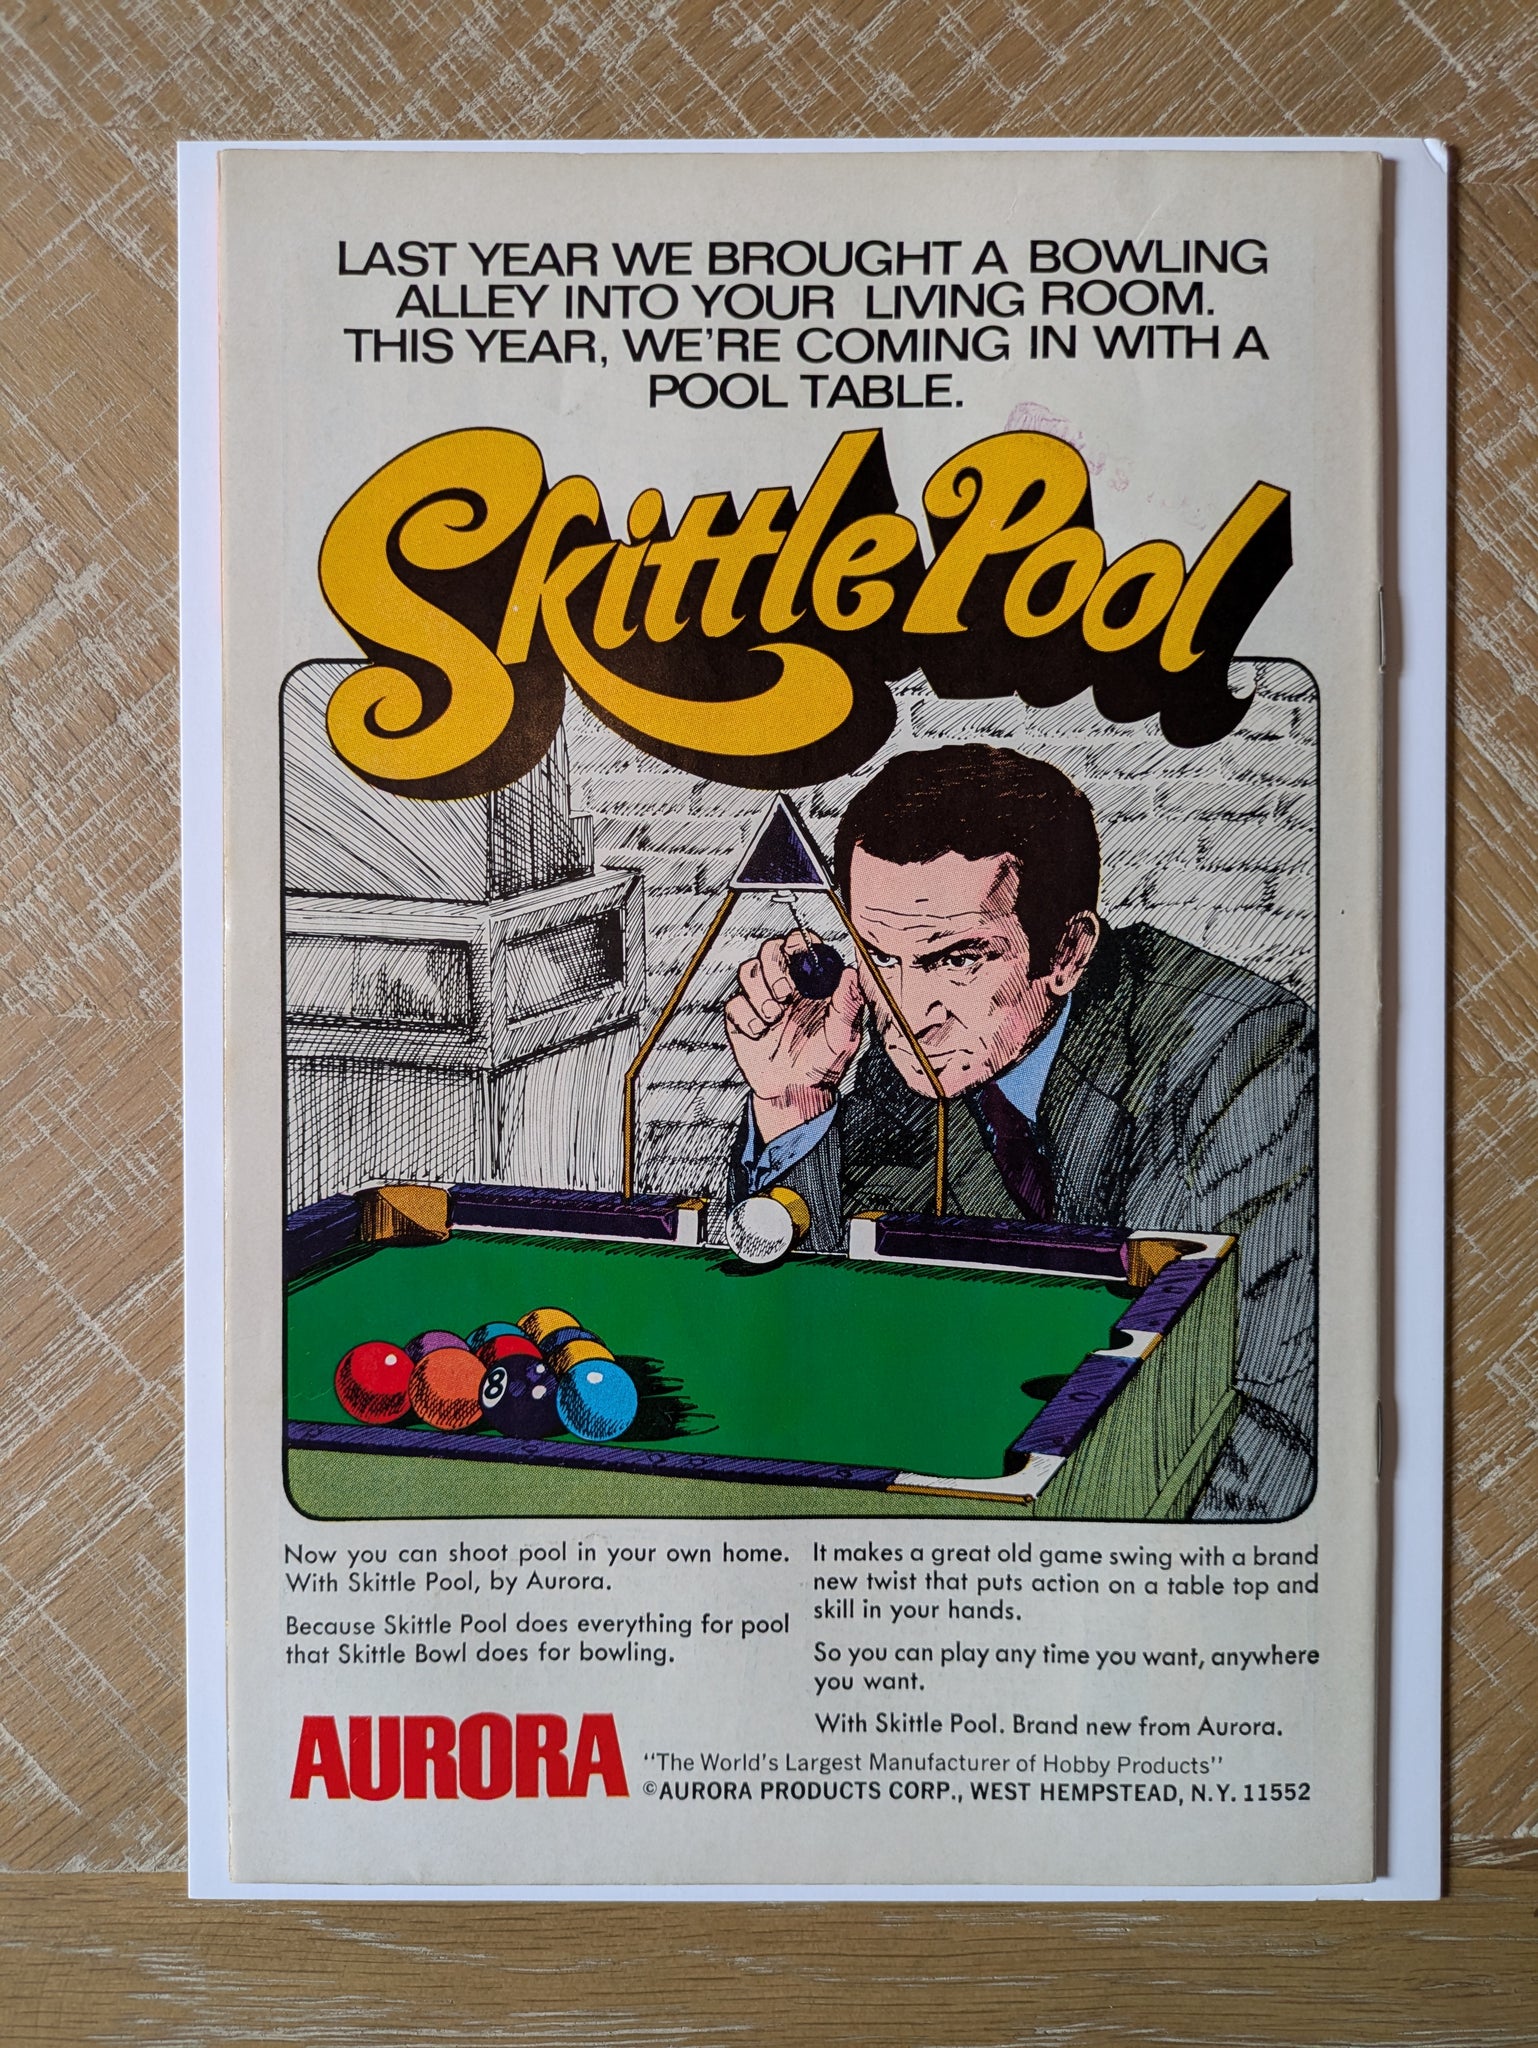 LAST YEAR WE BROUGHT A BOWLING
ALLEY INTO YOUR LIVING ROOM.
THIS YEAR, WE'RE COMING IN WITH A
POOL TABLE.
Skittle Pool
8
Now you can shoot pool in your own home.
With Skittle Pool, by Aurora.
Because Skittle Pool does everything for pool
that Skittle Bowl does for bowling.
It makes a great old game swing with a brand
new twist that puts action on a table top and
skill in your hands.
So you can play any time you want, anywhere
you want.
With Skittle Pool. Brand new from Aurora.
AURORA
"The World's Largest Manufacturer of Hobby Products"
©AURORA PRODUCTS CORP., WEST HEMPSTEAD, N.Y. 11552